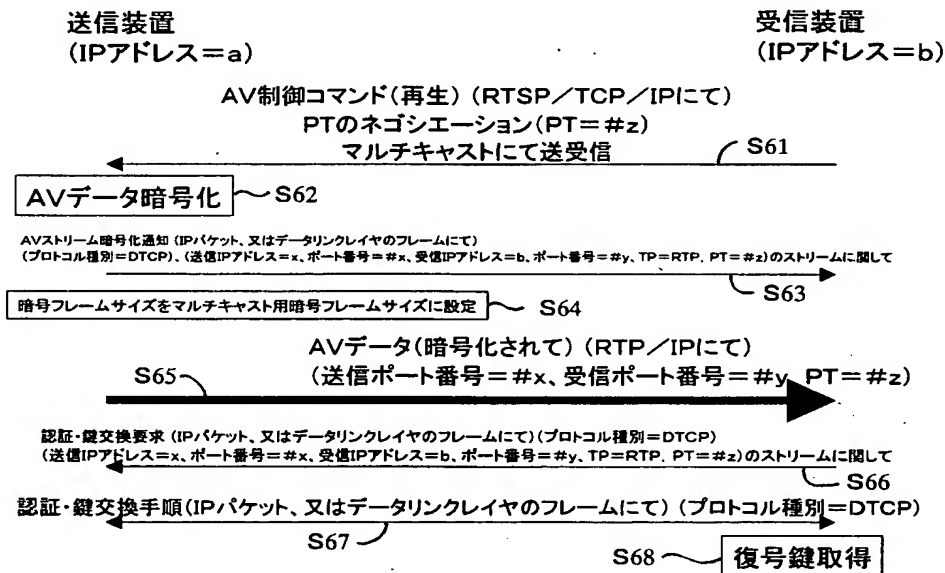 送信装置
(IPアドレス=a)
受信装置
(IPアドレス=b)
AV制御コマンド(再生) (RTSP/TCP/IPにて)
PTのネゴシエーション(PT=#z)
マルチキャストにて送受信
S61
AVデータ暗号化
S62
AVストリーム暗号化通知 (IPパケット、又はデータリンクレイヤのフレームにて)
(プロトコル種別=DTCP)、(送信IPアドレス=x、ポート番号=#x、受信IPアドレス=b、ポート番号=#y、TP=RTP. PT=#z)のストリームに関して
S63
暗号フレームサイズをマルチキャスト用暗号フレームサイズに設定
S64
AVデータ(暗号化されて) (RTP/IPにて)
S65
(送信ポート番号=#x、受信ポート番号=#y PT=#z)
認証・鍵交換要求 (IPパケット、又はデータリンクレイヤのフレームにて)(プロトコル種別=DTCP)
(送信IPアドレス=x、ポート番号=#x、受信IPアドレス=b、ポート番号=#y、TP=RTP. PT=#z)のストリームに関して
S66
認証・鍵交換手順(IPパケット、又はデータリンクレイヤのフレームにて) (プロトコル種別=DTCP)
S67
S68
復号鍵取得